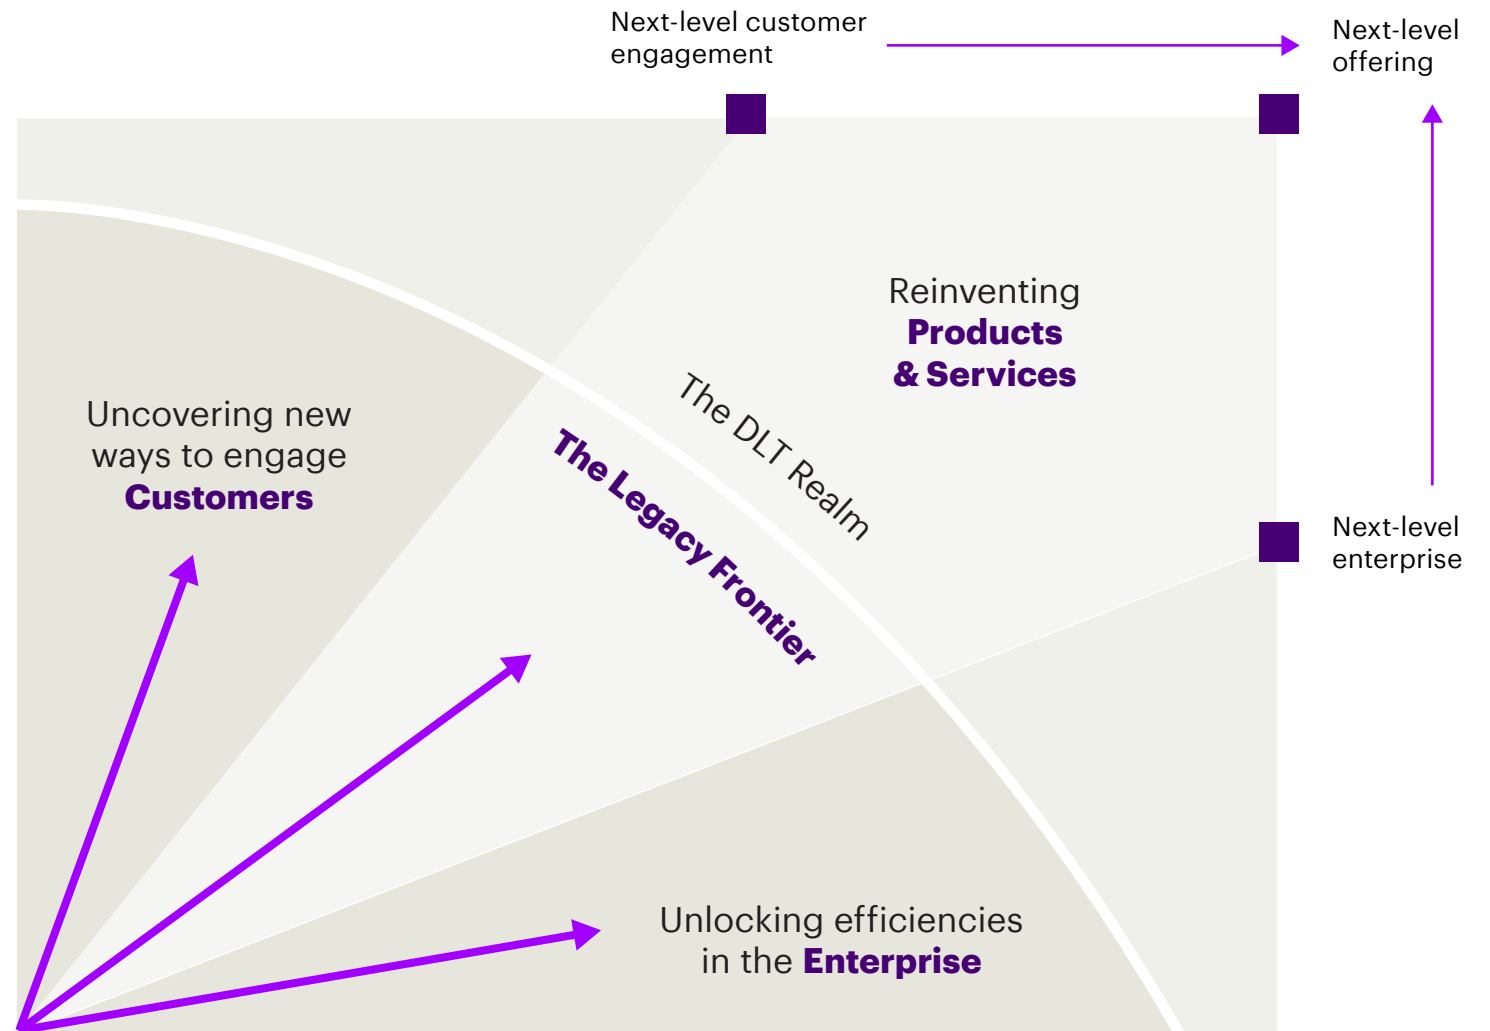 Next-level customer
engagement
Next-level
offering
Reinventing
Products
& Services
The DLT Realm
The Legacy Frontier
Uncovering new
ways to engage
Customers
Next-level
enterprise
Unlocking efficiencies
in the Enterprise